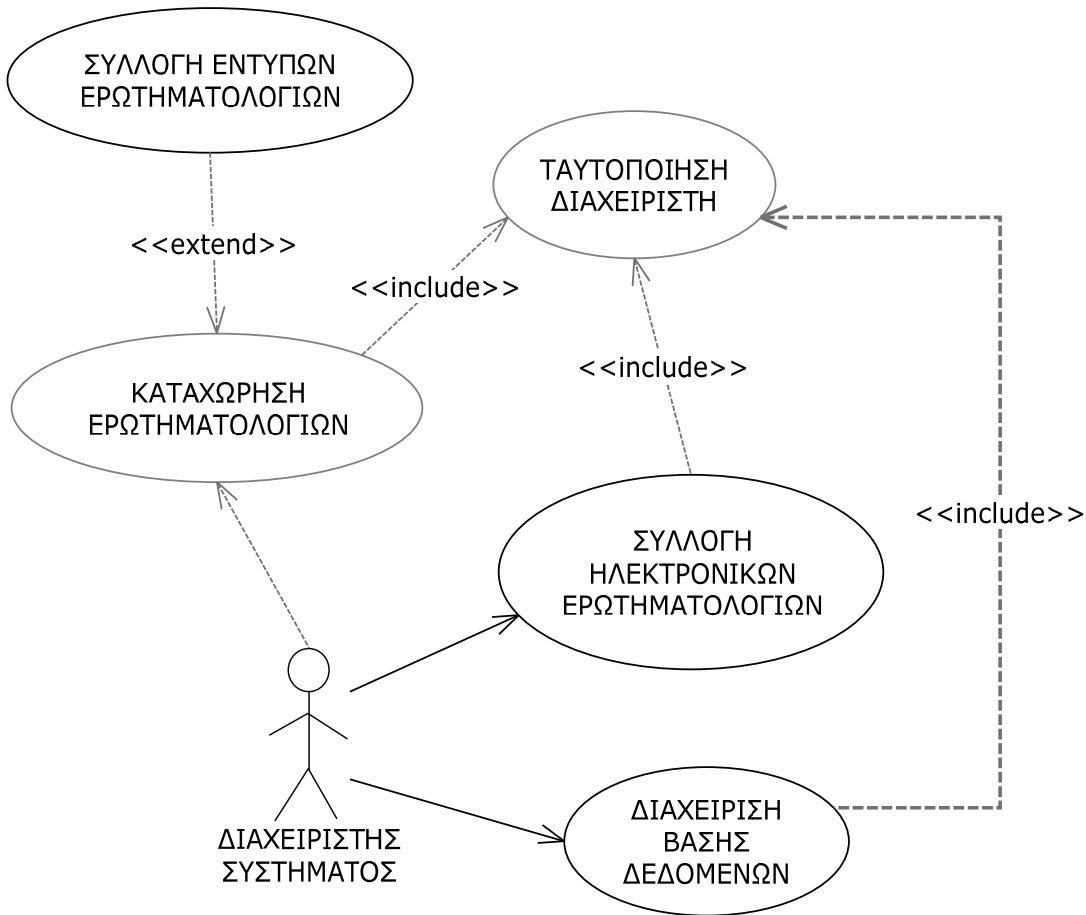 ΣΥΛΛΟΓΗ ΕΝΤΥΠΩΝ
ΕΡΩΤΗΜΑΤΟΛΟΓΙΩΝ
ΤΑΥΤΟΠΟΙΗΣΗ
ΔΙΑΧΕΙΡΙΣΤΗ
<<extend>>
<<include>>
<<include>>
ΚΑΤΑΧΩΡΗΣΗ
ΕΡΩΤΗΜΑΤΟΛΟΓΙΩΝ
<<include>>
ΣΥΛΛΟΓΗ
ΗΛΕΚΤΡΟΝΙΚΩΝ
ΕΡΩΤΗΜΑΤΟΛΟΓΙΩΝ
ΔΙΑΧΕΙΡΙΣΤΗΣ
ΣΥΣΤΗΜΑΤΟΣ
ΔΙΑΧΕΙΡΙΣΗ
ΒΑΣΗΣ
ΔΕΔΟΜΕΝΩΝ